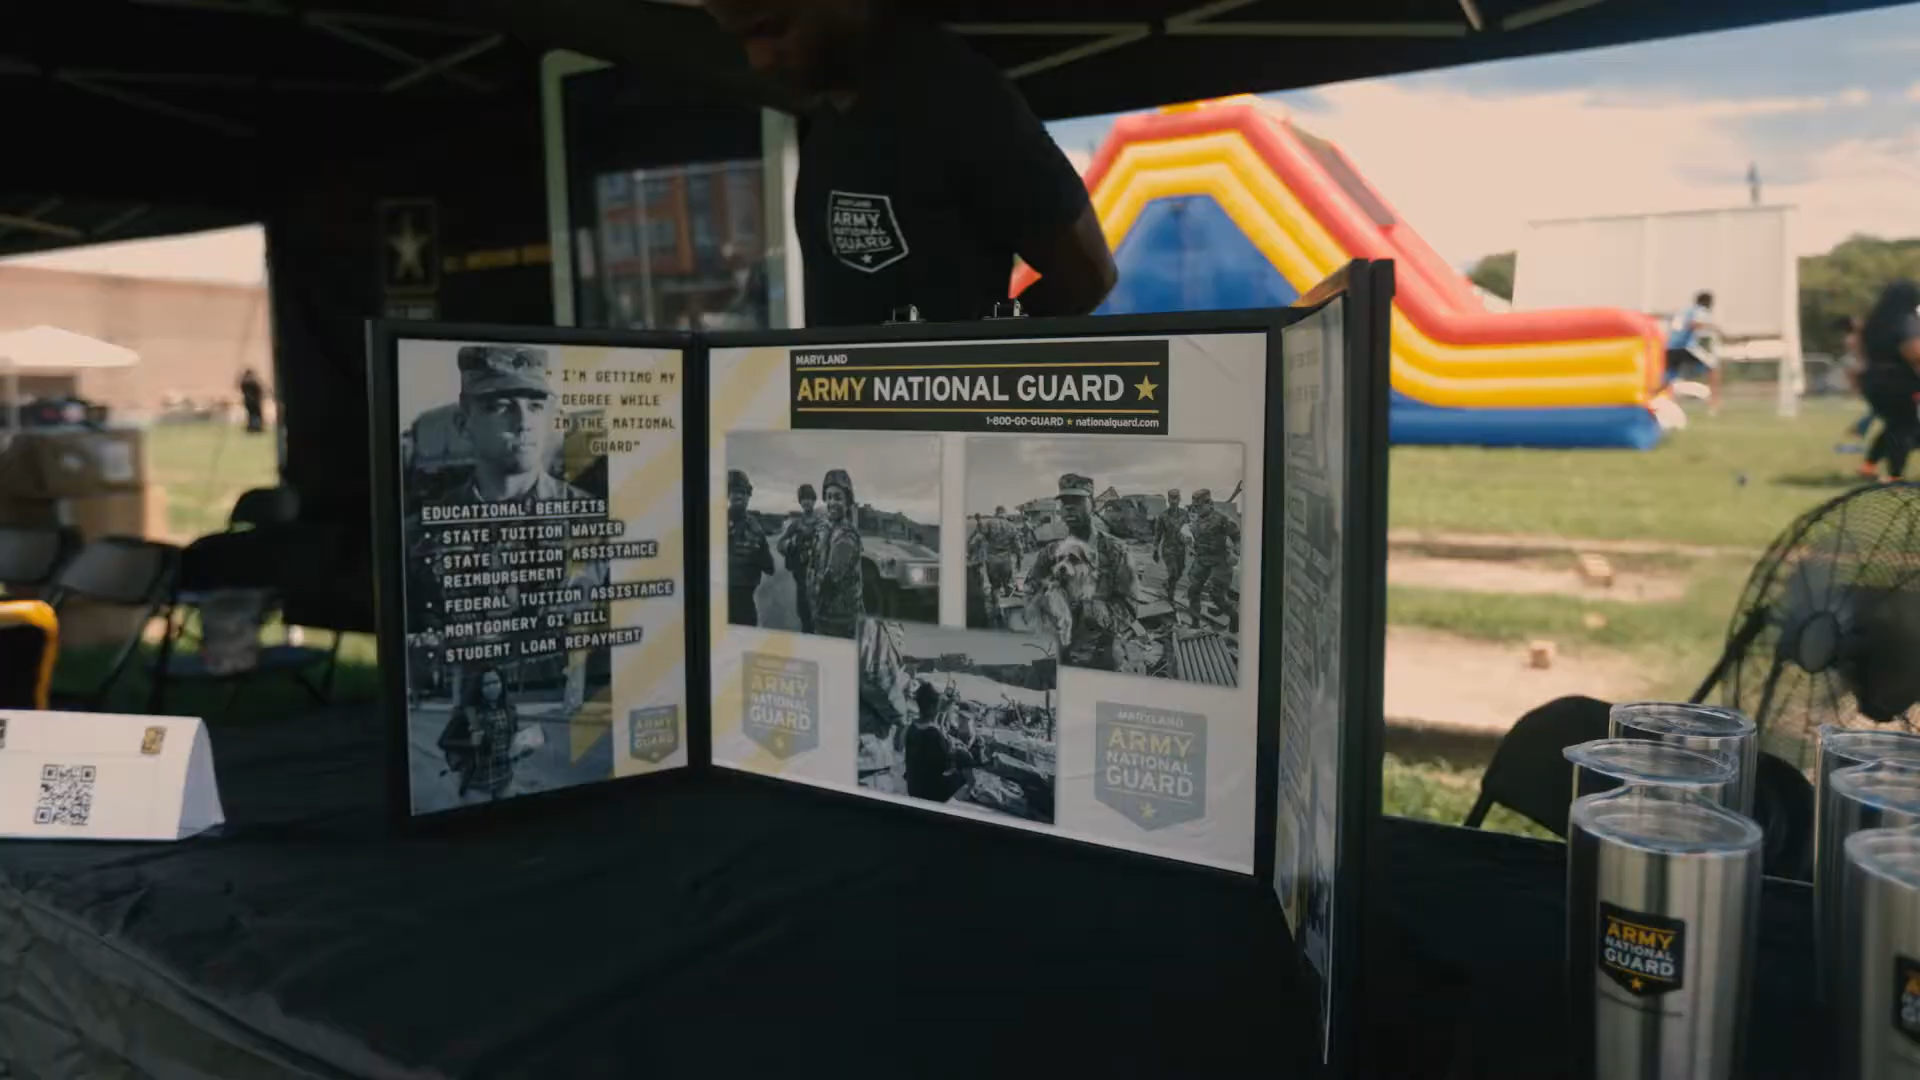 MARYLAND
ARMY
NATIONAL
GUARD
" I'M GETTING MY
DEGREE WHILE
IN THE NATIONAL
GUARD"
EDUCATIONAL BENEFITS
• STATE TUITION WAVIER
• STATE TUITION ASSISTANCE
REIMBURSEMENT
• FEDERAL TUITION ASSISTANCE
• MONTGOMERY GI BILL
• STUDENT LOAN REPAYMENT
ARMY
GUARD
MARYLAND
ARMY NATIONAL GUARD
1-800-GO-GUARD ★ nationalguard.com
ARMY
NATIONAL
GUARD
MARYLAND
ARMY
NATIONAL
GUARD
ARMY
NATIONAL
GUARD